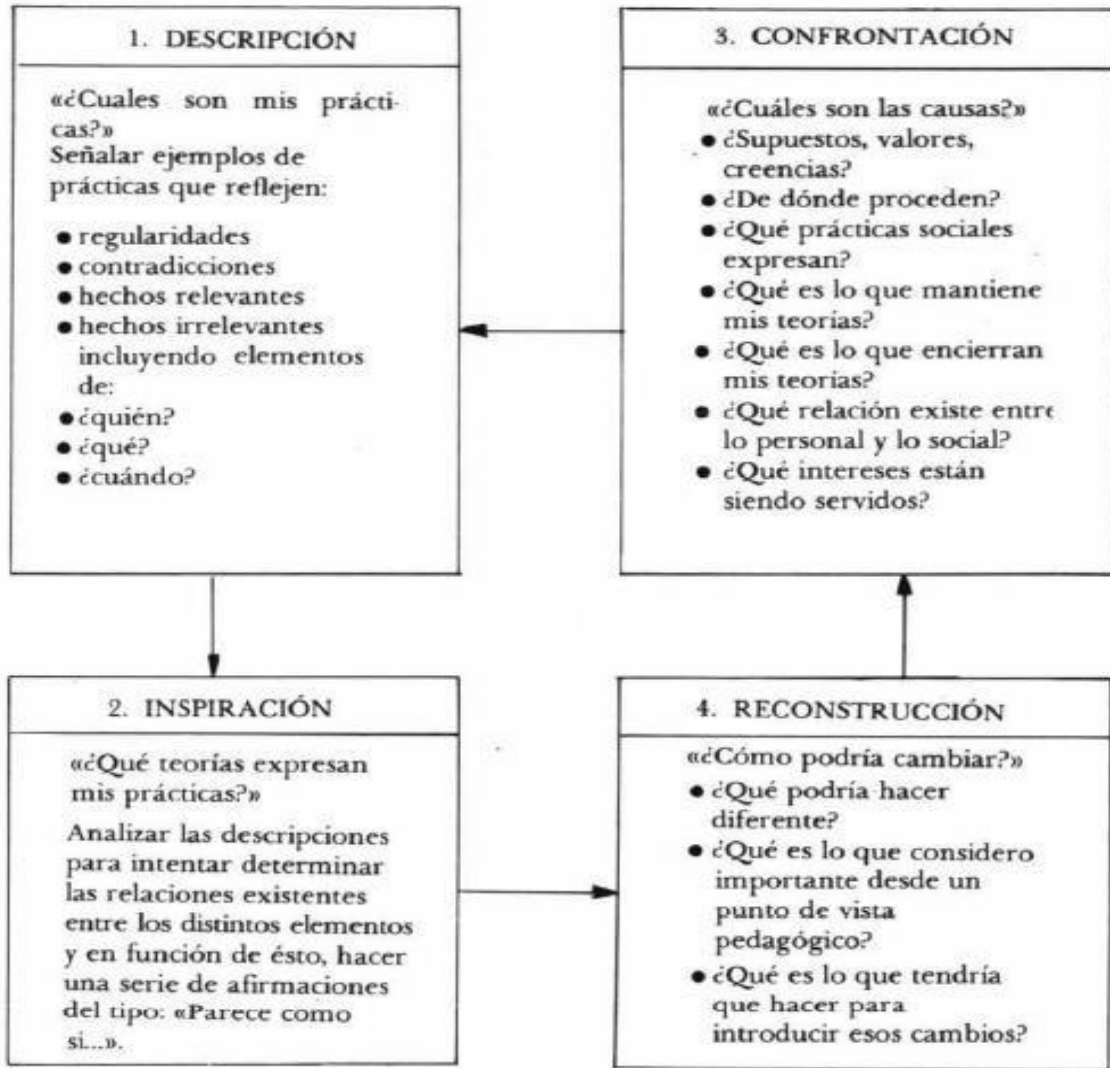 1. DESCRIPCIÓN
«¿Cuales son mis prácti-
cas?»
Señalar ejemplos de
prácticas que reflejen:
● regularidades
● contradicciones
● hechos relevantes
● hechos irrelevantes
incluyendo elementos
de:
● ¿quién?
● ¿qué?
● ¿cuándo?
2. INSPIRACIÓN
«¿Qué teorías expresan
mis prácticas?»
Analizar las descripciones
para intentar determinar
las relaciones existentes
entre los distintos elementos
y en función de ésto, hacer
una serie de afirmaciones
del tipo: «Parece como
si...».
3. CONFRONTACIÓN
«¿Cuáles son las causas?»
● ¿Supuestos, valores,
creencias?
● ¿De dónde proceden?
● ¿Qué prácticas sociales
expresan?
● ¿Qué es lo que mantiene
mis teorías?
● ¿Qué es lo que encierran
mis teorías?
● ¿Qué relación existe entre
lo personal y lo social?
● ¿Qué intereses están
siendo servidos?
4. RECONSTRUCCIÓN
«¿Cómo podría cambiar?»
● ¿Qué podría hacer
diferente?
● ¿Qué es lo que considero
importante desde un
punto de vista
pedagógico?
● ¿Qué es lo que tendría
que hacer para
introducir esos cambios?